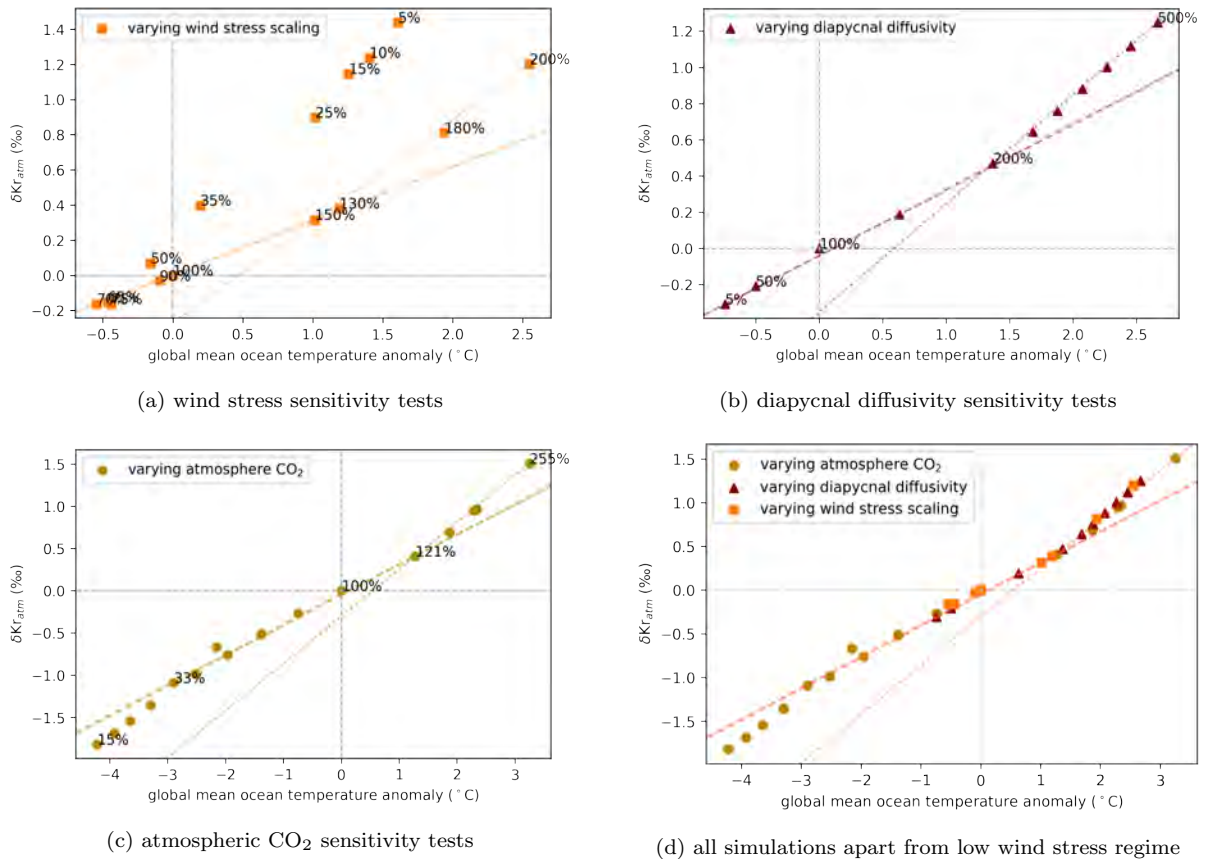 varying wind stress scaling
5%
10%
15%
200%
25%
180%
35%
130%
150%
50%
100%
90%
70%
1.4
1.2
1.0
0.8
0.6
0.4
0.2
0.0
−0.2
δKr_atm (‰)
−0.5 0.0 0.5 1.0 1.5 2.0 2.5
global mean ocean temperature anomaly (°C)
(a) wind stress sensitivity tests
varying diapycnal diffusivity
500%
200%
100%
50%
5%
1.2
1.0
0.8
0.6
0.4
0.2
0.0
−0.2
δKr_atm (‰)
−0.5 0.0 0.5 1.0 1.5 2.0 2.5
global mean ocean temperature anomaly (°C)
(b) diapycnal diffusivity sensitivity tests
varying atmosphere CO₂
255%
121%
100%
33%
15%
1.5
1.0
0.5
0.0
−0.5
−1.0
−1.5
δKr_atm (‰)
−4 −3 −2 −1 0 1 2 3
global mean ocean temperature anomaly (°C)
(c) atmospheric CO₂ sensitivity tests
varying atmosphere CO₂
varying diapycnal diffusivity
varying wind stress scaling
1.5
1.0
0.5
0.0
−0.5
−1.0
−1.5
δKr_atm (‰)
−4 −3 −2 −1 0 1 2 3
global mean ocean temperature anomaly (°C)
(d) all simulations apart from low wind stress regime